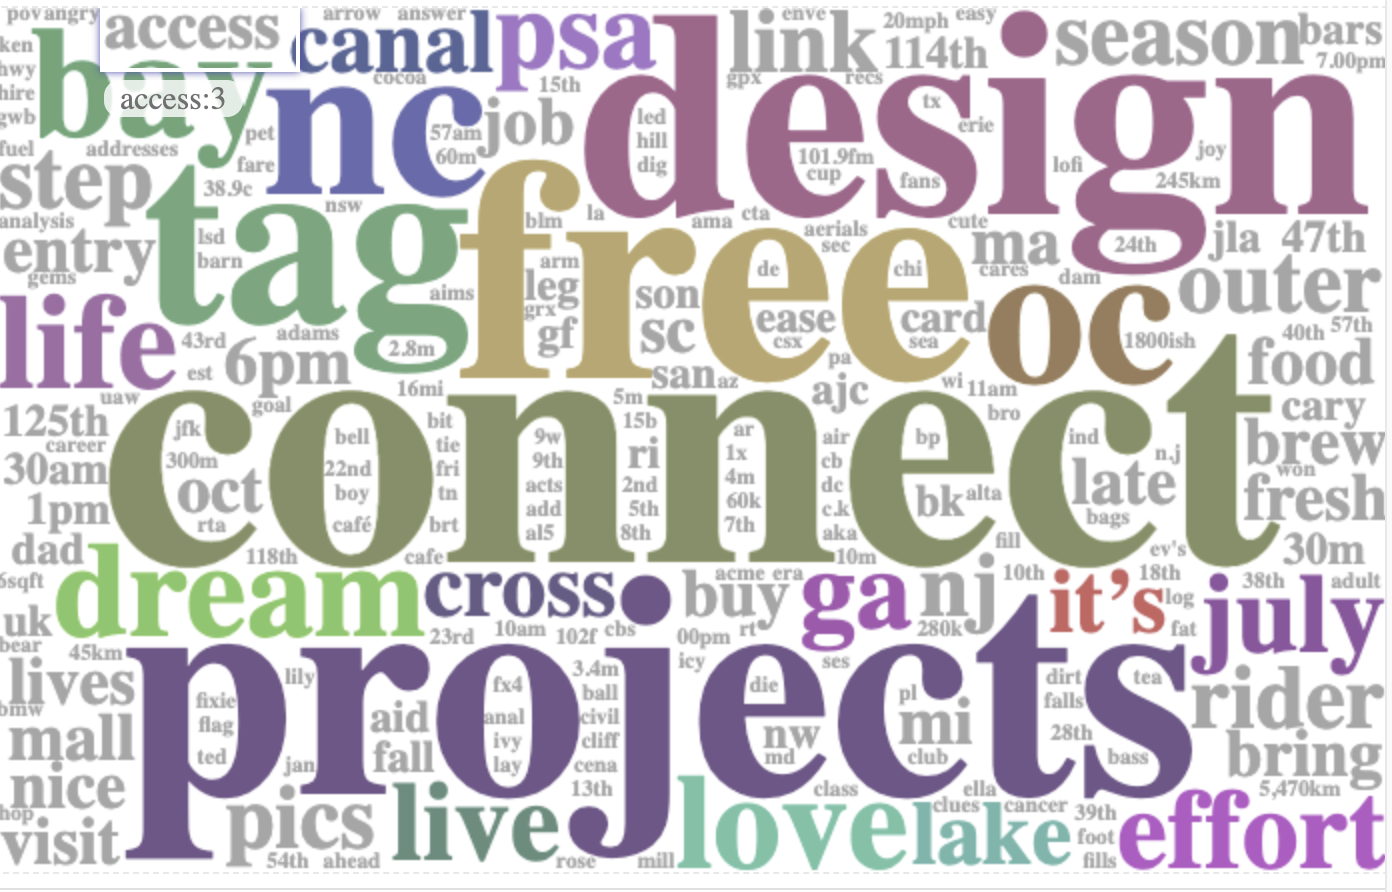 povangry access arrow answer psa enve link 20mph easy season bars
ken canal 114th 7.00pm
hwy bay cocoa 15th design gpx recs
hire access:3 nc job led tx
gwb pet 57am hill erie
fuel addresses fare 60m dig 101.9fm lofi joy
step 38.9c cup fans 245km
analysis tag nsw free blm la ama cta aerials cute
entry lsd sec ma 24th jla 47th
gems barn arm de chi cares dam outer
life aims leg son oc
grx ease card
43rd adams 2.8m gf sc csx sea 1800ish 40th 57th
est 6pm pa food
16mi san az ajc wi 11am
uaw goal 5m bro cary
125th connect jfk bell bit 9w 15b ar air bp ind brew
career tie n.j
30am 300m 22nd fri 9th ri 1x cb late won
oct boy tn acts 2nd 4m dc bk alta fresh
1pm add 5th 60k c.k bags
rta café brt al5 8th 7th aka
dad 118th cafe 10m fill ev's 30m
6sqft dream cross buy acme era ga nj 10th it’s 18th 38th adult
uk log july
23rd 10am 102f cbs 00pm rt 280k fat
bear 45km projects icy ses
lives lily 3.4m dirt tea rider
bmw fixie fx4 ball die pl falls
mall flag aid anal civil nw mi 28th
ted fall ivy cliff md club bass bring
nice jan lay cena
13th class ella 5,470km
hop pics live love clues cancer 39th effort
visit lake foot
54th ahead rose mill fills